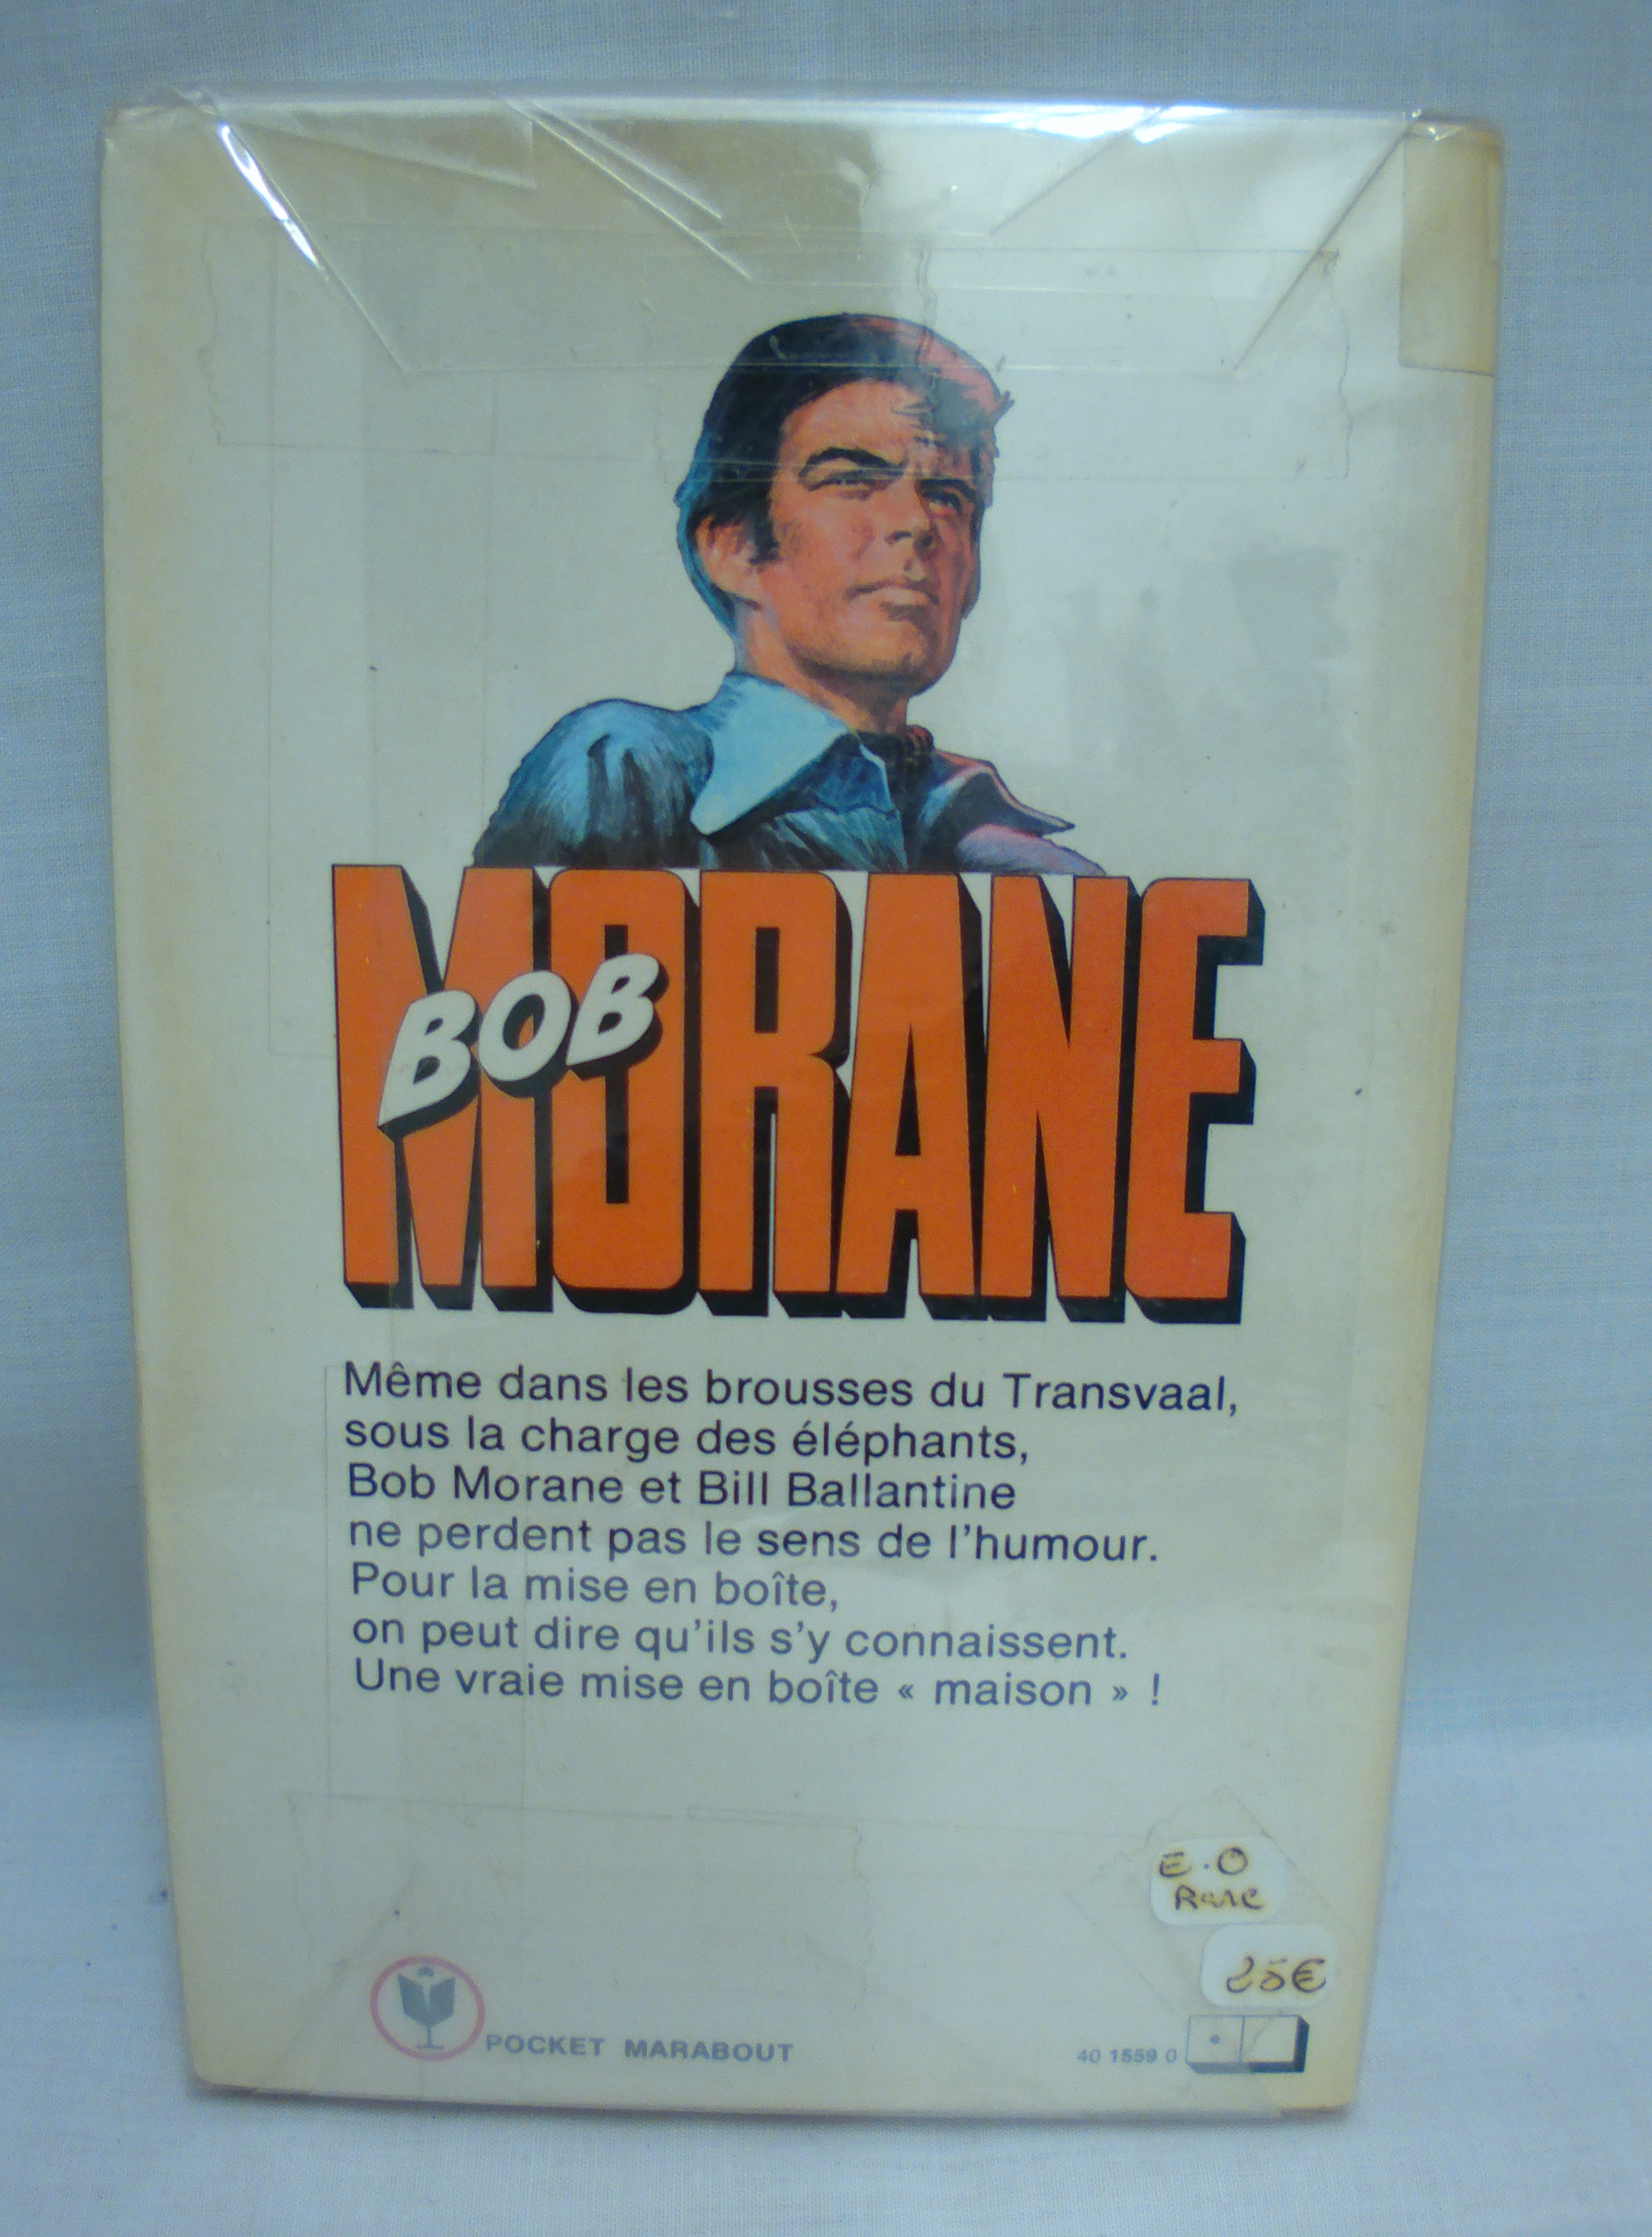 BOB
MORANE
Même dans les brousses du Transvaal,
sous la charge des éléphants,
Bob Morane et Bill Ballantine
ne perdent pas le sens de l'humour.
Pour la mise en boîte,
on peut dire qu'ils s'y connaissent.
Une vraie mise en boîte « maison » !
E.O
Rare
25€
POCKET MARABOUT
40 1559 0